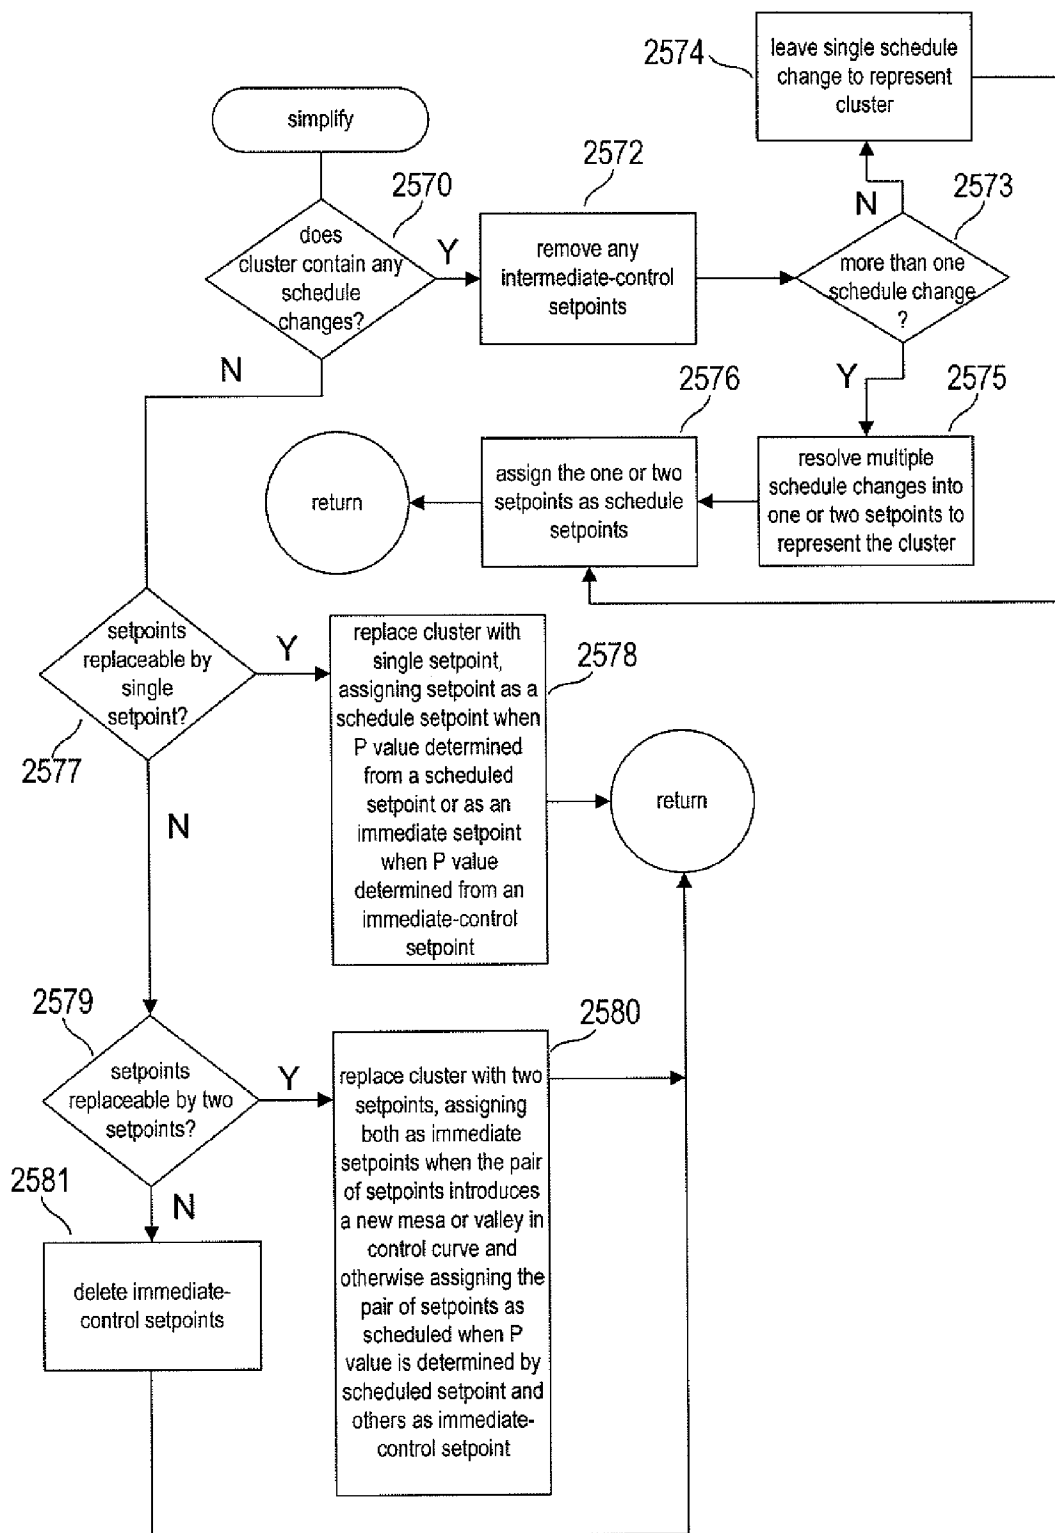 simplify
2570
does
cluster contain any
schedule
changes?
Y
N
2572
remove any
intermediate-control
setpoints
2574
leave single schedule
change to represent
cluster
N
2573
more than one
schedule change
?
Y
2575
resolve multiple
schedule changes into
one or two setpoints to
represent the cluster
2576
assign the one or two
setpoints as schedule
setpoints
return
setpoints
replaceable by
single
setpoint?
2577
Y
N
2578
replace cluster with
single setpoint,
assigning setpoint as a
schedule setpoint when
P value determined
from a scheduled
setpoint or as an
immediate setpoint
when P value
determined from an
immediate-control
setpoint
return
2579
setpoints
replaceable by two
setpoints?
Y
N
2580
replace cluster with two
setpoints, assigning
both as immediate
setpoints when the pair
of setpoints introduces
a new mesa or valley in
control curve and
otherwise assigning the
pair of setpoints as
scheduled when P
value is determined by
scheduled setpoint and
others as immediate-
control setpoint
2581
delete immediate-
control setpoints